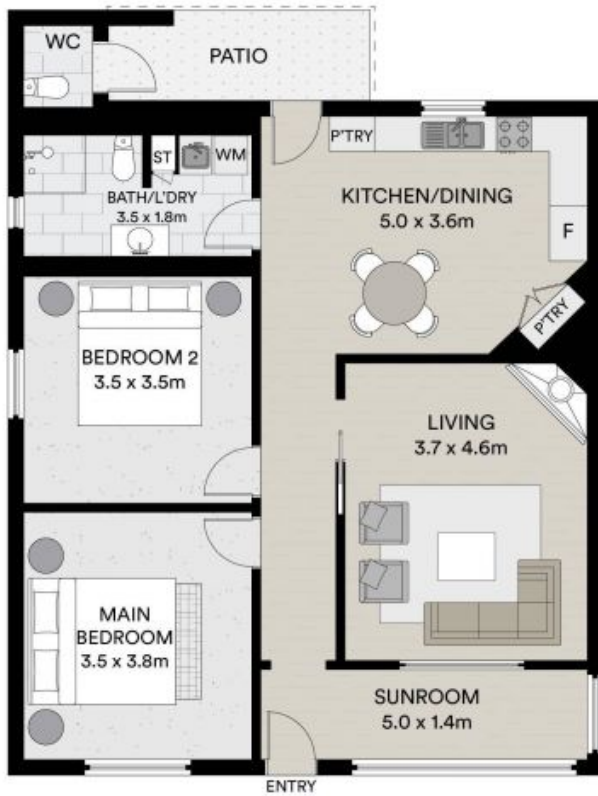 WC
PATIO
P'TRY
ST
WM
BATH/L'DRY
3.5 x 1.8m
KITCHEN/DINING
5.0 x 3.6m
F
P'TRY
BEDROOM 2
3.5 x 3.5m
LIVING
3.7 x 4.6m
MAIN
BEDROOM
3.5 x 3.8m
SUNROOM
5.0 x 1.4m
ENTRY